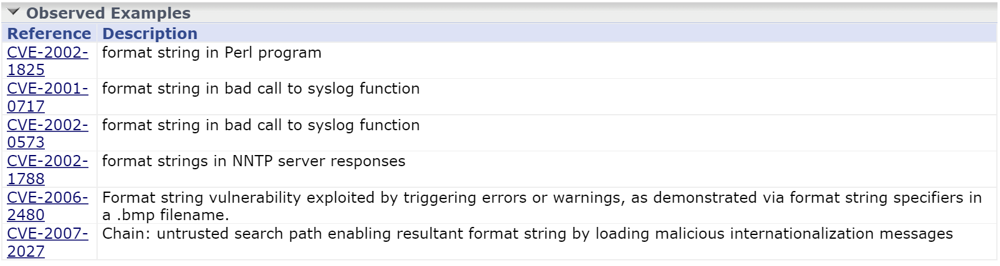 Observed Examples
Reference Description
CVE-2002- format string in Perl program
1825
CVE-2001- format string in bad call to syslog function
0717
CVE-2002- format string in bad call to syslog function
0573
CVE-2002- format strings in NNTP server responses
1788
CVE-2006- Format string vulnerability exploited by triggering errors or warnings, as demonstrated via format string specifiers in
2480 a .bmp filename.
CVE-2007- Chain: untrusted search path enabling resultant format string by loading malicious internationalization messages
2027